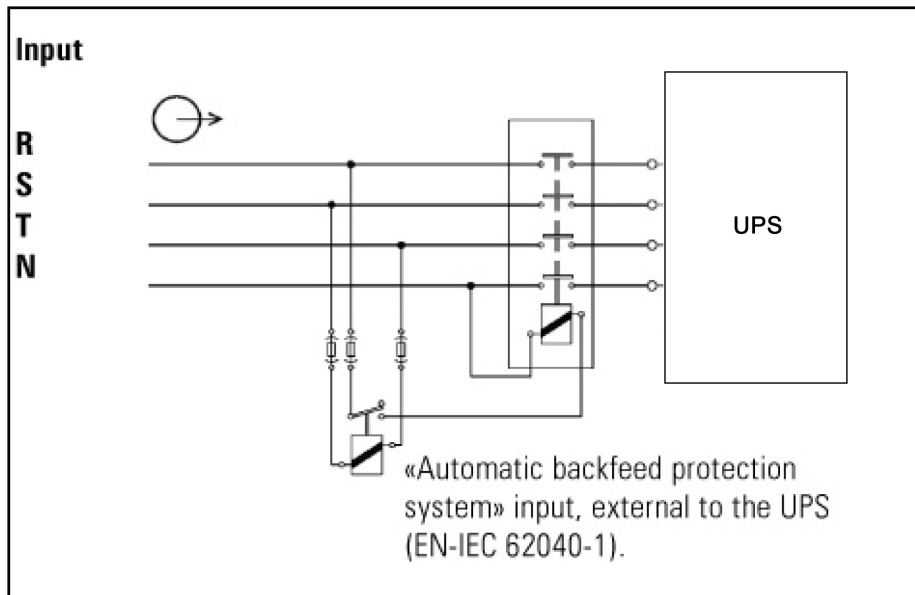 Input
R
S
T
N
UPS
«Automatic backfeed protection
system» input, external to the UPS
(EN-IEC 62040-1).